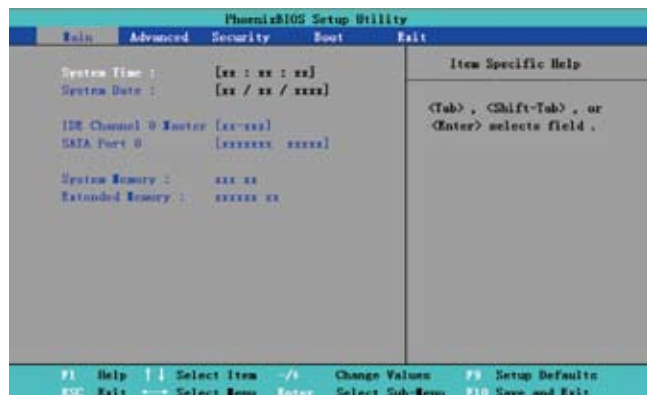 PhoenixBIOS Setup Utility
Main Advanced Security Boot Exit
System Time : [xx : xx : xx]
System Date : [xx / xx / xxxx]
IDE Channel 0 Master [xx-xxx]
SATA Port 0 [xxxxxxx xxxxx]
System Memory : xxx xx
Extended Memory : xxxxxx xx
Item Specific Help
<Tab> , <Shift-Tab> , or
<Enter> selects field .
F1 Help ↑↓ Select Item -/+ Change Values F9 Setup Defaults
ESC Exit ←→ Select Menu Enter Select Sub-Menu F10 Save and Exit